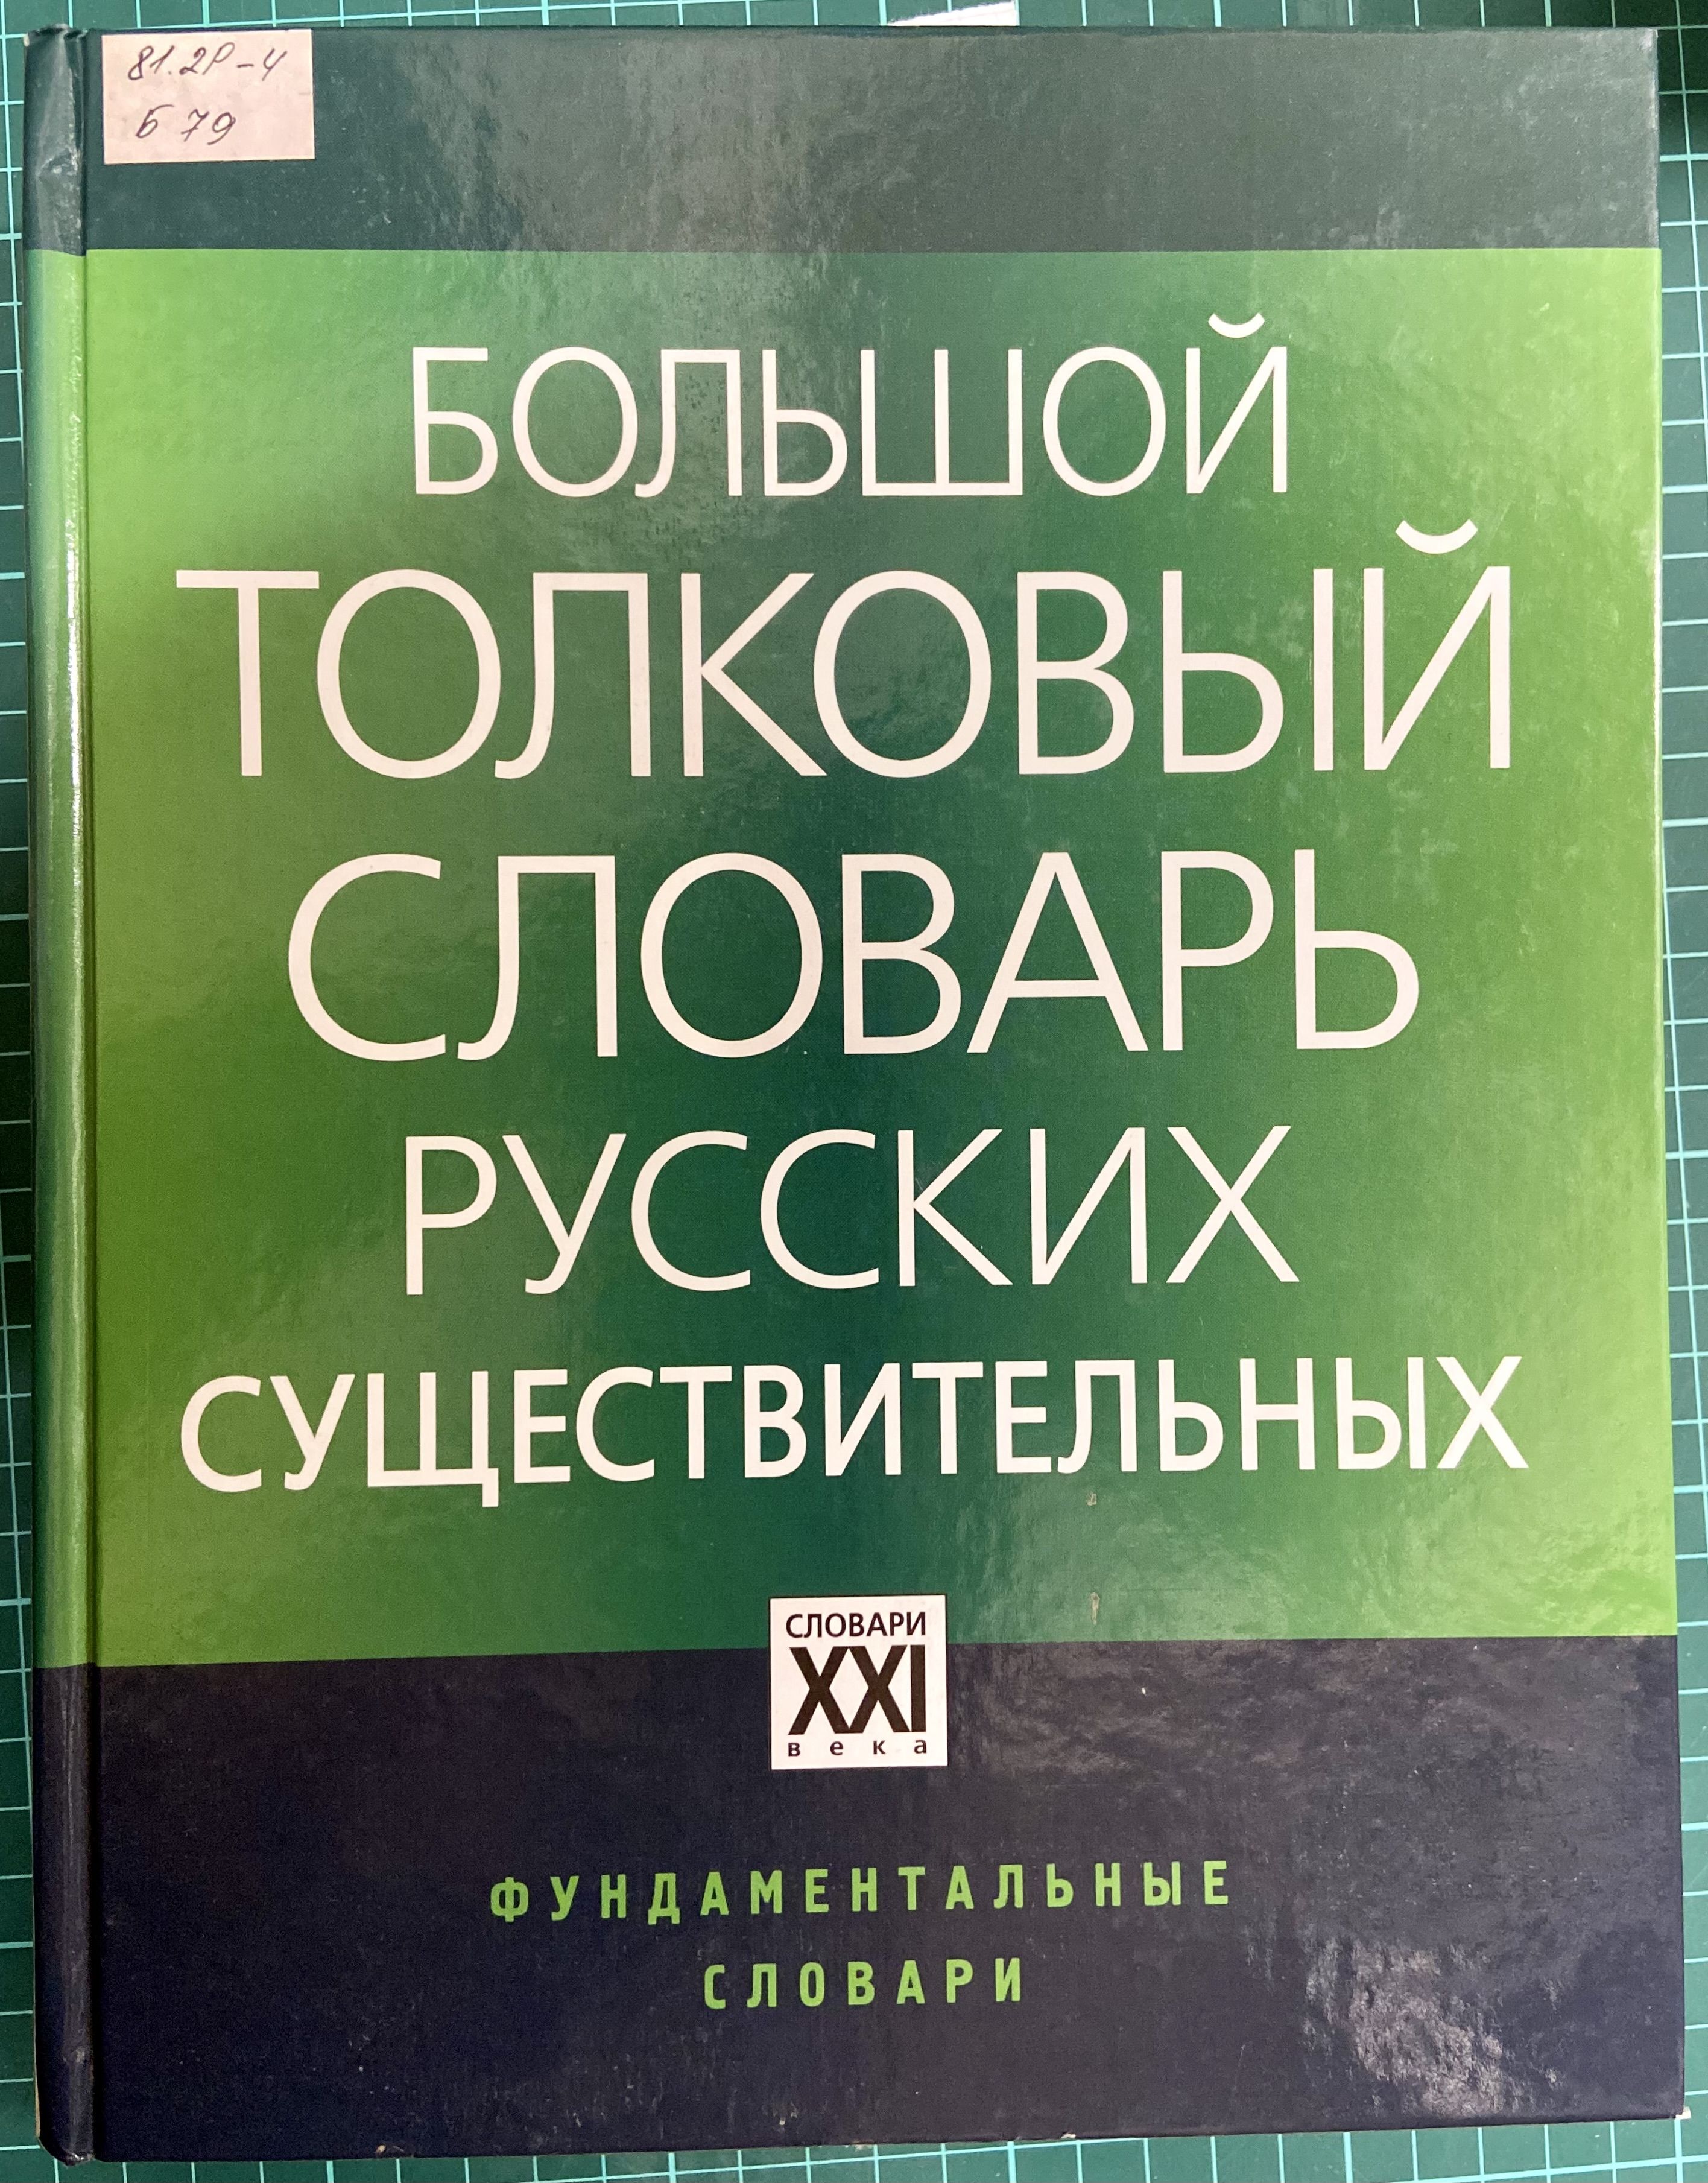 81.2Р-4
Б 79
БОЛЬШОЙ
ТОЛКОВЫЙ
СЛОВАРЬ
РУССКИХ
СУЩЕСТВИТЕЛЬНЫХ
СЛОВАРИ
XXI
века
ФУНДАМЕНТАЛЬНЫЕ
СЛОВАРИ